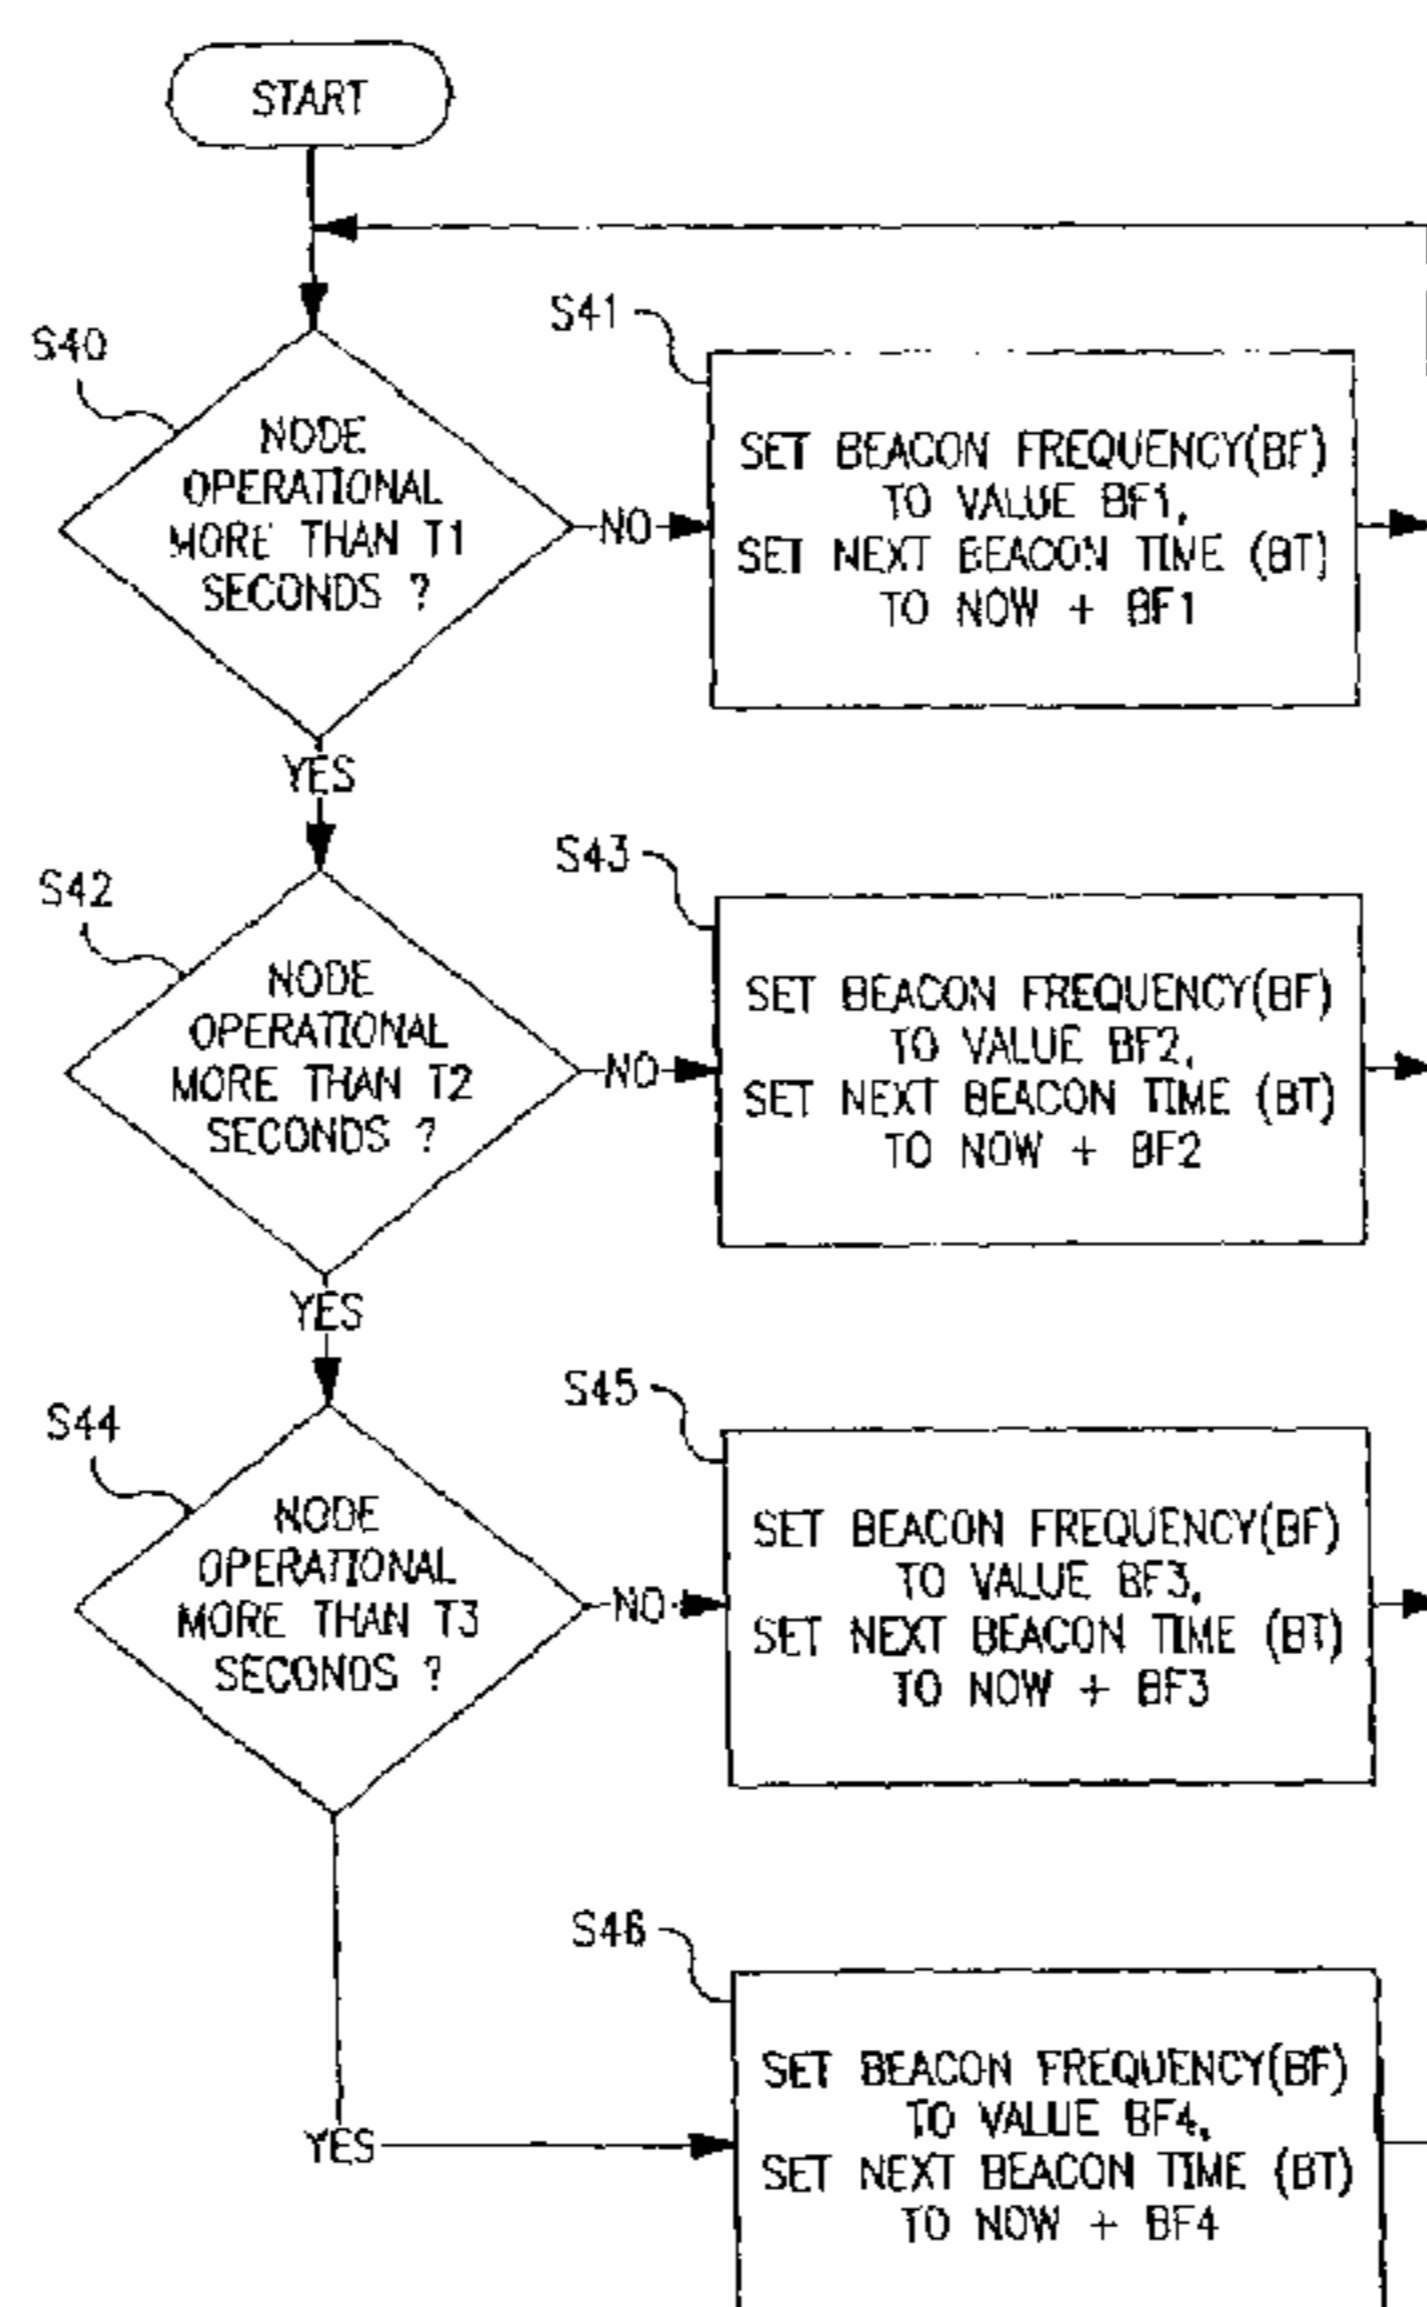 START
S40
NODE
OPERATIONAL
MORE THAN T1
SECONDS ?
NO
S41
SET BEACON FREQUENCY(BF)
TO VALUE BF1,
SET NEXT BEACON TIME (BT)
TO NOW + BF1
YES
S42
NODE
OPERATIONAL
MORE THAN T2
SECONDS ?
NO
S43
SET BEACON FREQUENCY(BF)
TO VALUE BF2,
SET NEXT BEACON TIME (BT)
TO NOW + BF2
YES
S44
NODE
OPERATIONAL
MORE THAN T3
SECONDS ?
NO
S45
SET BEACON FREQUENCY(BF)
TO VALUE BF3,
SET NEXT BEACON TIME (BT)
TO NOW + BF3
YES
S46
SET BEACON FREQUENCY(BF)
TO VALUE BF4,
SET NEXT BEACON TIME (BT)
TO NOW + BF4